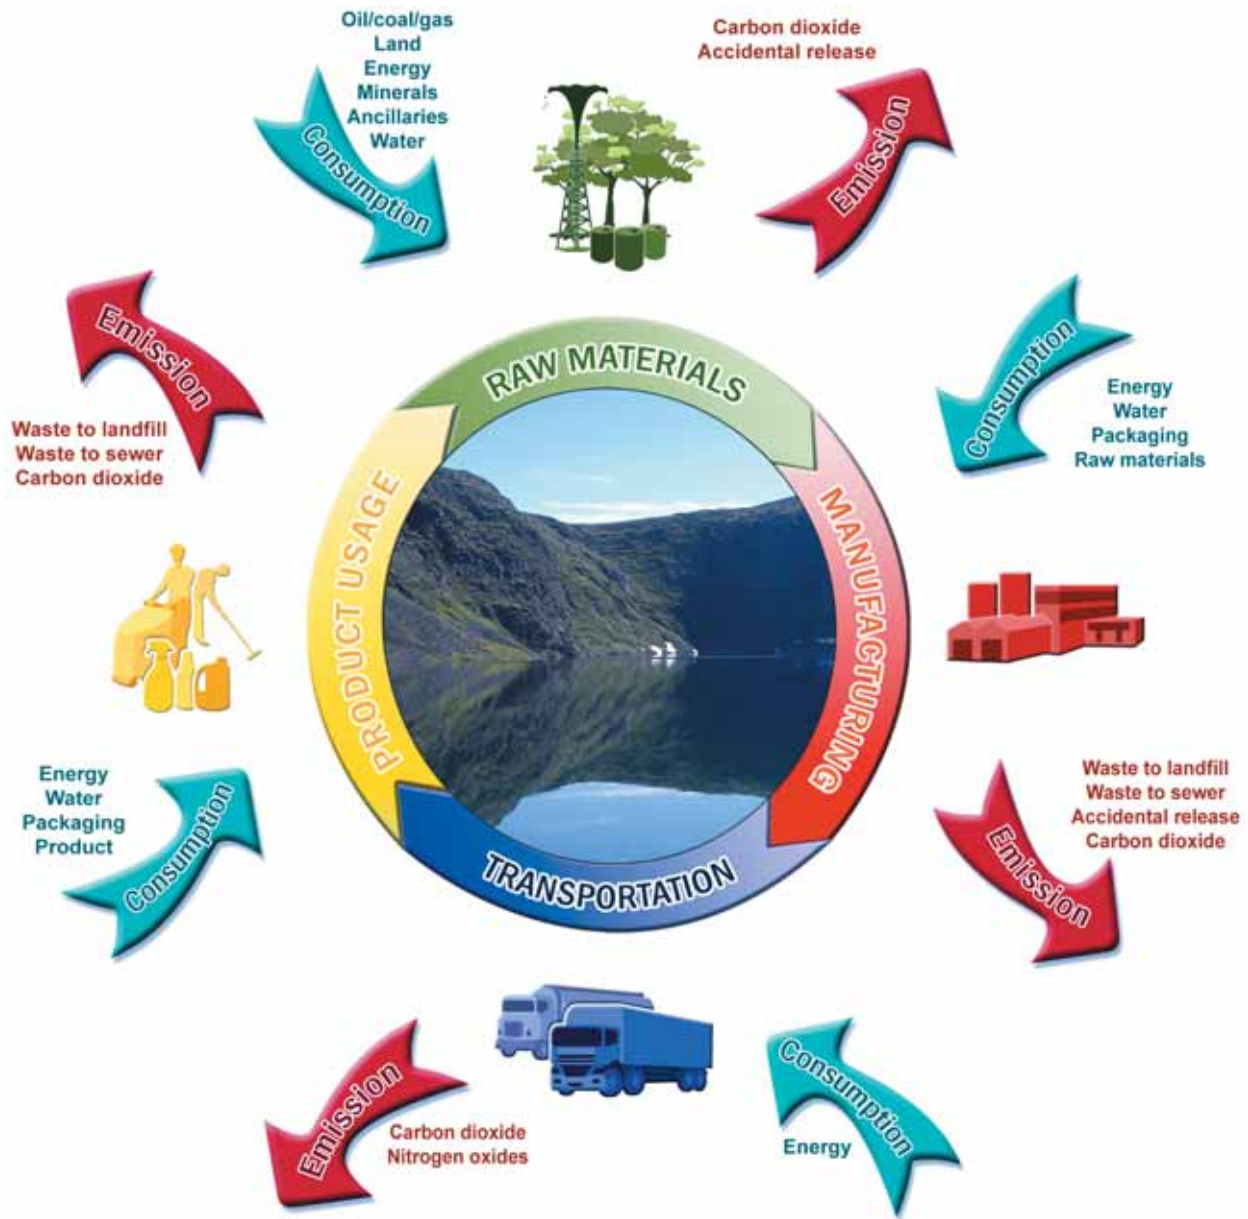 Oil/coal/gas
Land
Energy
Minerals
Ancillaries
Water
Consumption
Carbon dioxide
Accidental release
Emission
Emission
Waste to landfill
Waste to sewer
Carbon dioxide
Consumption
Energy
Water
Packaging
Raw materials
RAW MATERIALS
MANUFACTURING
TRANSPORTATION
PRODUCT USAGE
Energy
Water
Packaging
Product
Consumption
Waste to landfill
Waste to sewer
Accidental release
Carbon dioxide
Emission
Emission
Carbon dioxide
Nitrogen oxides
Consumption
Energy